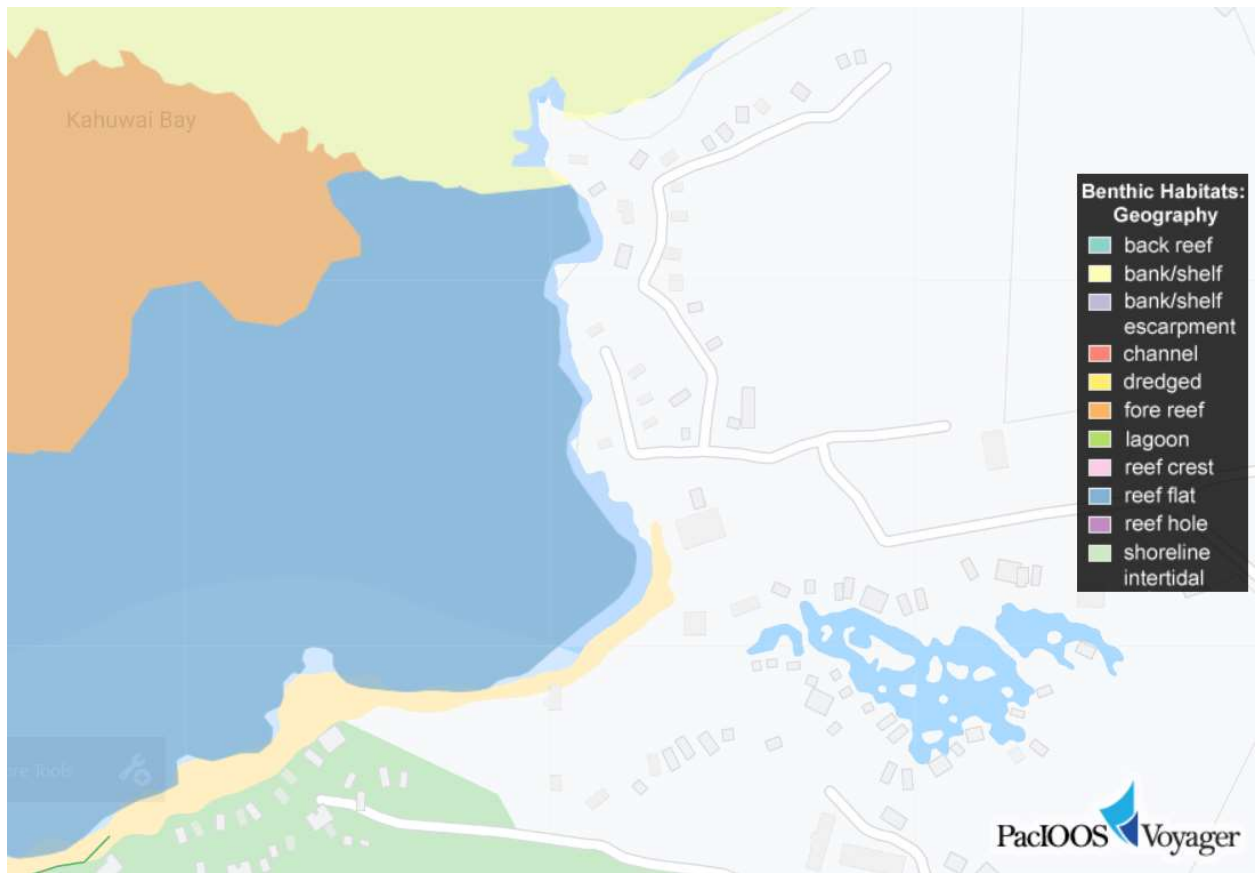 Kahuwai Bay
Benthic Habitats:
Geography
back reef
bank/shelf
bank/shelf
escarpment
channel
dredged
fore reef
lagoon
reef crest
reef flat
reef hole
shoreline
intertidal
Tools
PacIOOS Voyager